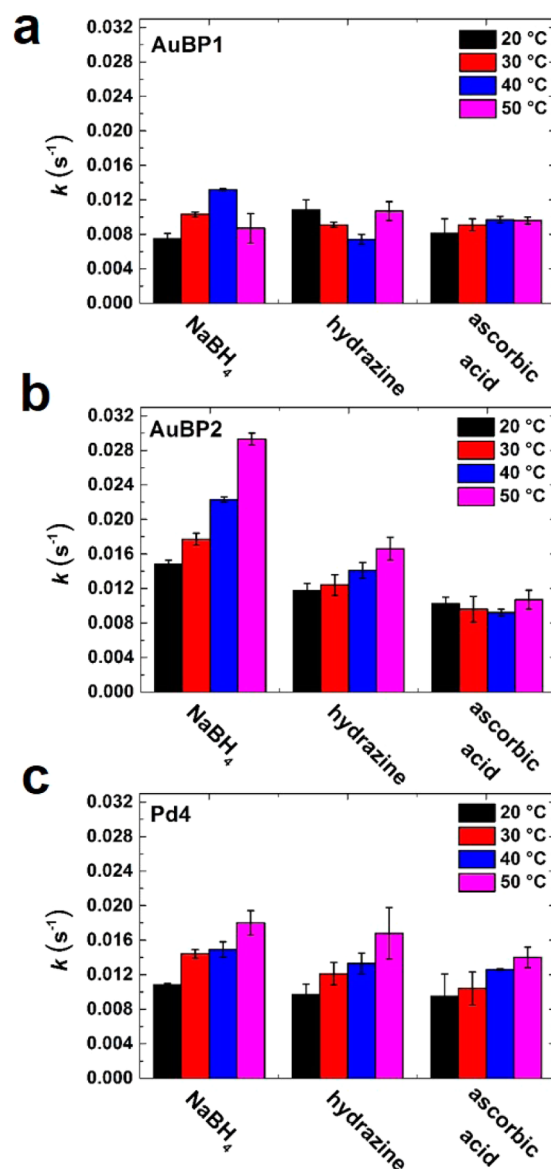 a
AuBP1
20 °C
30 °C
40 °C
50 °C
k (s⁻¹)
0.032
0.028
0.024
0.020
0.016
0.012
0.008
0.004
0.000
NaBH₄
hydrazine
ascorbic
acid
b
AuBP2
20 °C
30 °C
40 °C
50 °C
k (s⁻¹)
0.032
0.028
0.024
0.020
0.016
0.012
0.008
0.004
0.000
NaBH₄
hydrazine
ascorbic
acid
c
Pd4
20 °C
30 °C
40 °C
50 °C
k (s⁻¹)
0.032
0.028
0.024
0.020
0.016
0.012
0.008
0.004
0.000
NaBH₄
hydrazine
ascorbic
acid